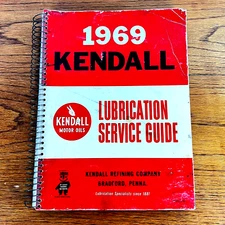 1969
KENDALL
KENDALL
MOTOR OILS
LUBRICATION
SERVICE GUIDE
KENDALL REFINING COMPANY
BRADFORD, PENNA.
Lubrication Specialists since 1881